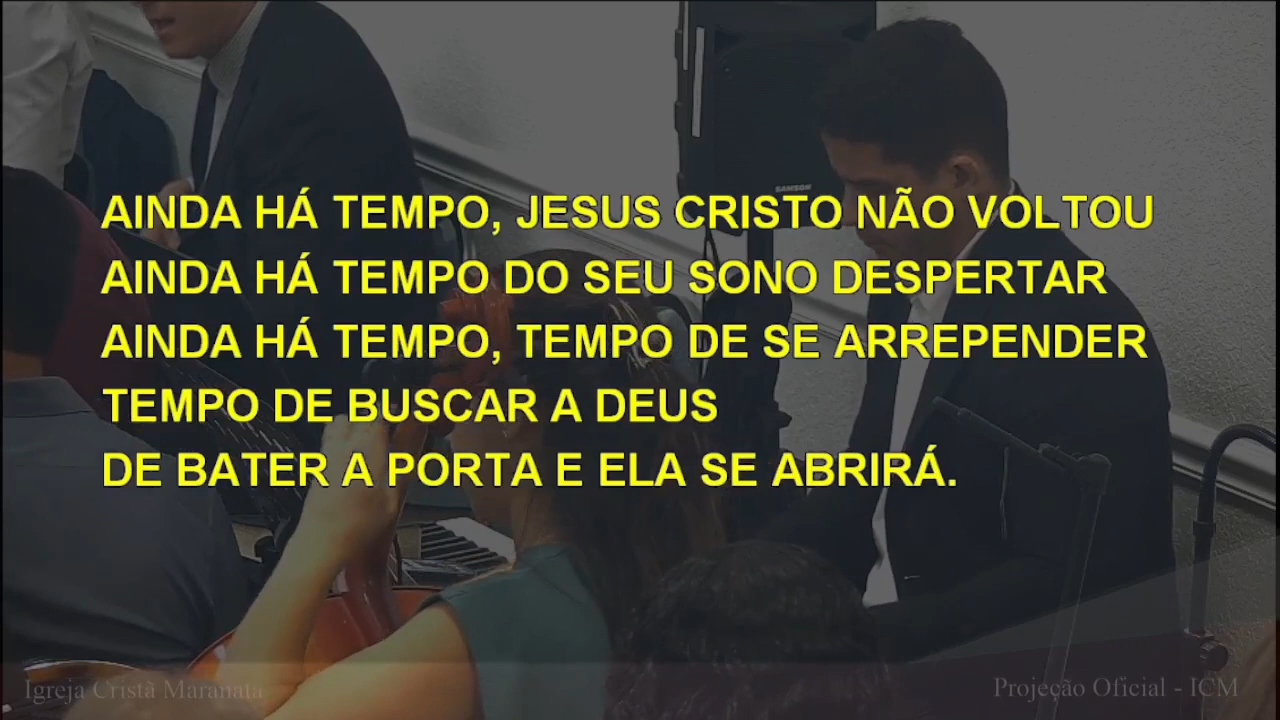 SAMSON
AINDA HÁ TEMPO, JESUS CRISTO NÃO VOLTOU
AINDA HÁ TEMPO DO SEU SONO DESPERTAR
AINDA HÁ TEMPO, TEMPO DE SE ARREPENDER
TEMPO DE BUSCAR A DEUS
DE BATER A PORTA E ELA SE ABRIRÁ.
Igreja Cristã Maranata
Projeção Oficial - ICM